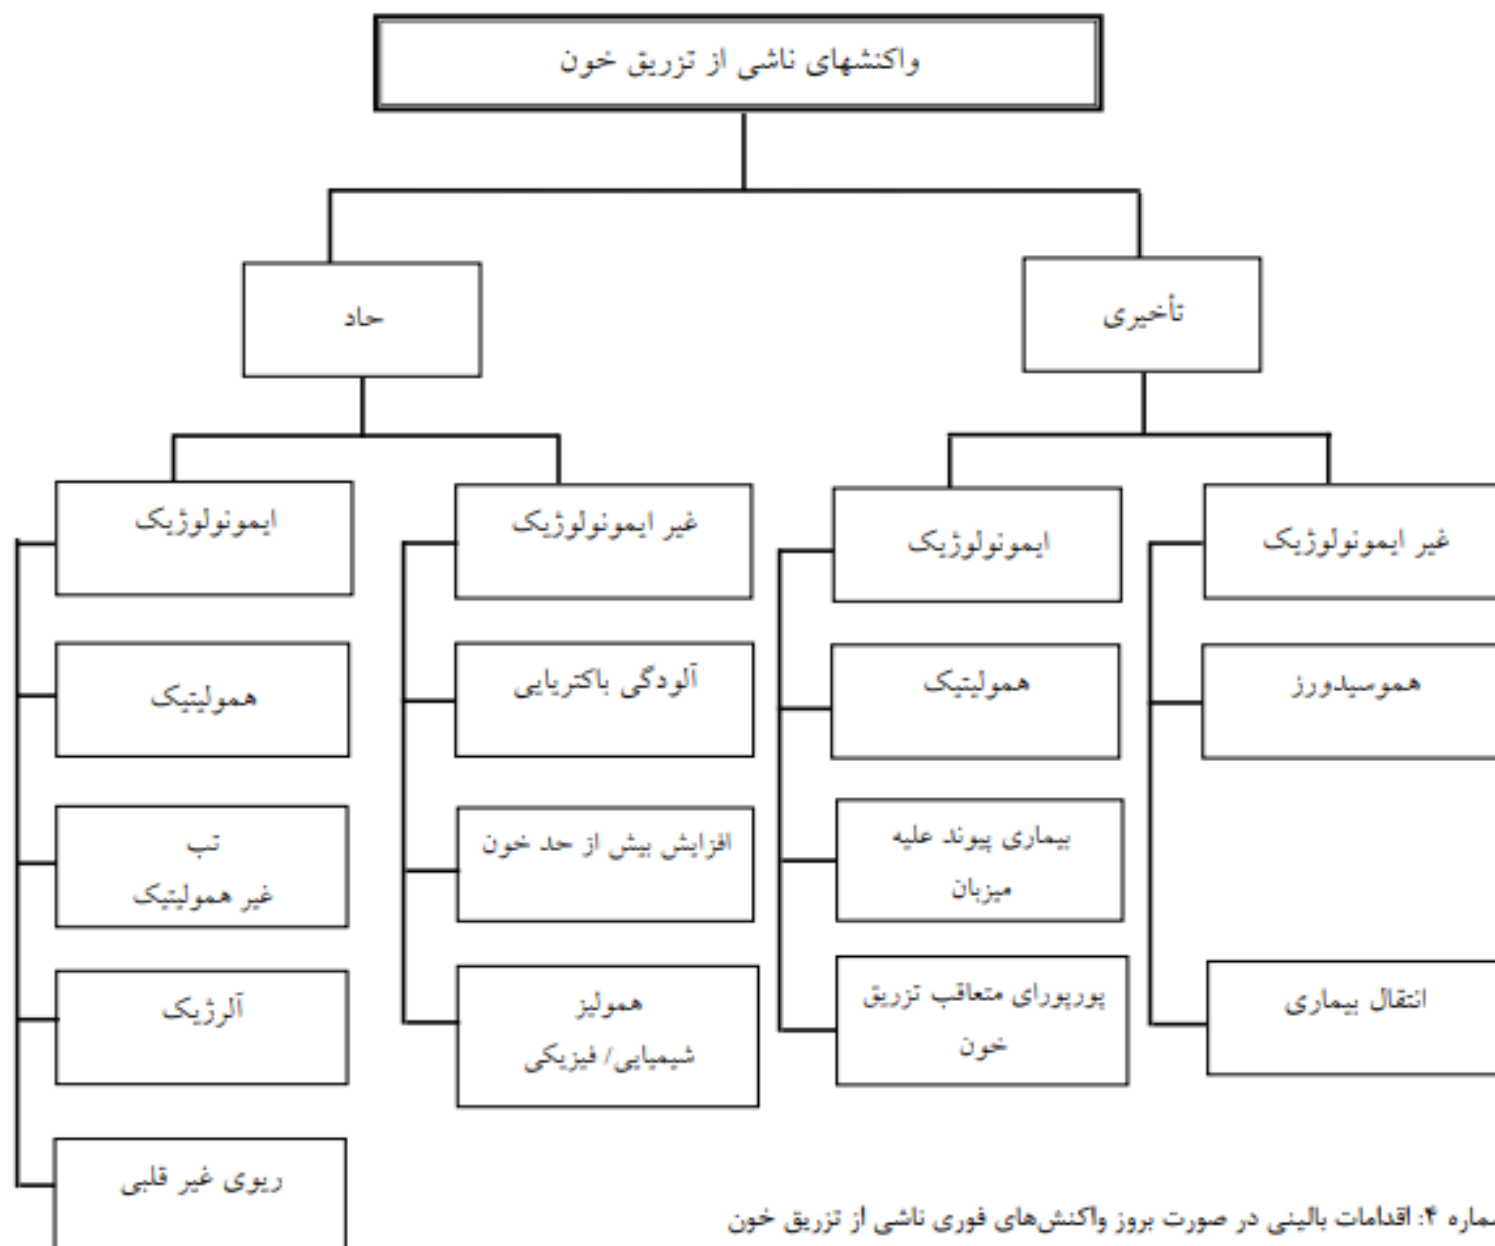 واکنشهای ناشی از تزریق خون
تأخیری
حاد
غیر ایمونولوژیک
هموسیدورز
انتقال بیماری
ایمونولوژیک
همولیتیک
بیماری پیوند علیه
میزبان
پورپورای متعاقب تزریق
خون
غیر ایمونولوژیک
آلودگی باکتریایی
افزایش بیش از حد خون
همولیز
شیمیایی/ فیزیکی
ایمونولوژیک
همولیتیک
تب
غیر همولیتیک
آلرژیک
ریوی غیر قلبی
ماره ۴: اقدامات بالینی در صورت بروز واکنش‌های فوری ناشی از تزریق خون